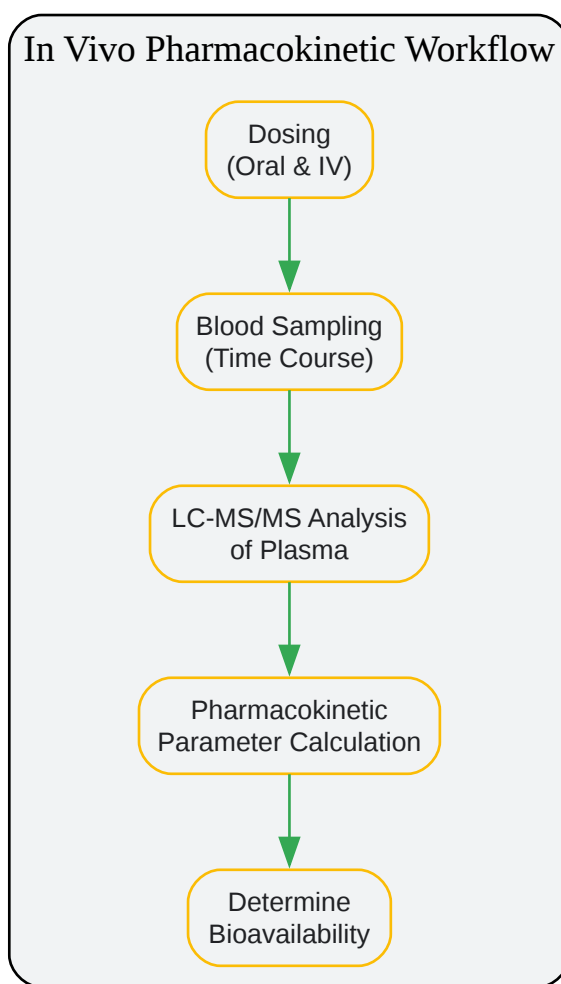 In Vivo Pharmacokinetic Workflow
Dosing
(Oral & IV)
Blood Sampling
(Time Course)
LC-MS/MS Analysis
of Plasma
Pharmacokinetic
Parameter Calculation
Determine
Bioavailability